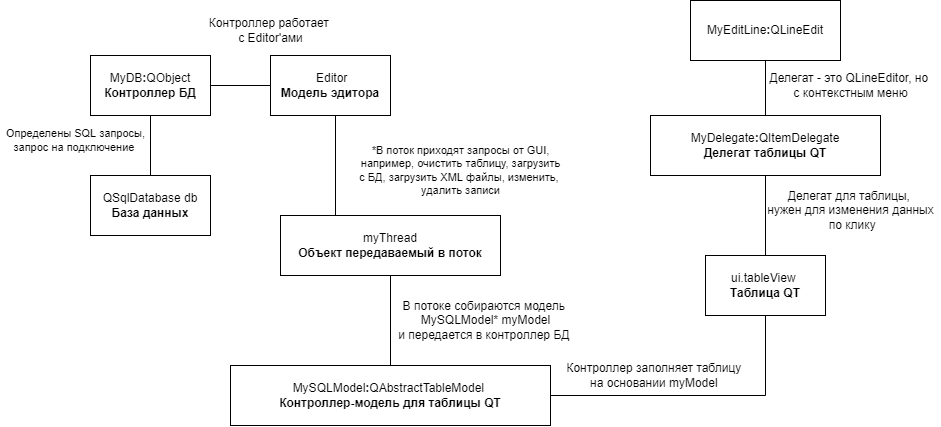 Контроллер работает
с Editor'ами
MyDB:QObject
Контроллер БД
Editor
Модель эдитора
MyEditLine:QLineEdit
Делегат - это QLineEditor, но
с контекстным меню
Определены SQL запросы,
запрос на подключение
*В поток приходят запросы от GUI,
например, очистить таблицу, загрузить
с БД, загрузить XML файлы, изменить,
удалить записи
MyDelegate:QItemDelegate
Делегат таблицы QT
QSqlDatabase db
База данных
Делегат для таблицы,
нужен для изменения данных
по клику
myThread
Объект передаваемый в поток
ui.tableView
Таблица QT
В потоке собираются модель
MySQLModel* myModel
и передается в контроллер БД
MySQLModel:QAbstractTableModel
Контроллер-модель для таблицы QT
Контроллер заполняет таблицу
на основании myModel